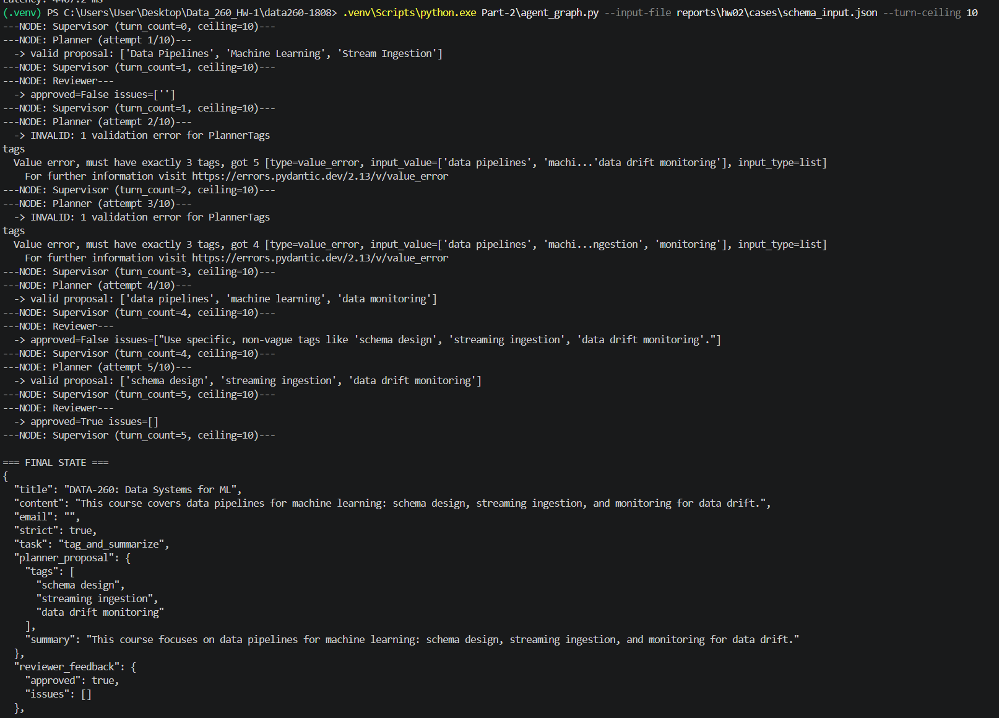 Latency: 4407.2 ms
(.venv) PS C:\Users\User\Desktop\Data_260_HW-1\data260-1808> .venv\Scripts\python.exe Part-2\agent_graph.py --input-file reports\hw02\cases\schema_input.json --turn-ceiling 10
---NODE: Supervisor (turn_count=0, ceiling=10)---
---NODE: Planner (attempt 1/10)---
  -> valid proposal: ['Data Pipelines', 'Machine Learning', 'Stream Ingestion']
---NODE: Supervisor (turn_count=1, ceiling=10)---
---NODE: Reviewer---
  -> approved=False issues=['']
---NODE: Supervisor (turn_count=1, ceiling=10)---
---NODE: Planner (attempt 2/10)---
  -> INVALID: 1 validation error for PlannerTags
tags
  Value error, must have exactly 3 tags, got 5 [type=value_error, input_value=['data pipelines', 'machi...'data drift monitoring'], input_type=list]
    For further information visit https://errors.pydantic.dev/2.13/v/value_error
---NODE: Supervisor (turn_count=2, ceiling=10)---
---NODE: Planner (attempt 3/10)---
  -> INVALID: 1 validation error for PlannerTags
tags
  Value error, must have exactly 3 tags, got 4 [type=value_error, input_value=['data pipelines', 'machi...ngestion', 'monitoring'], input_type=list]
    For further information visit https://errors.pydantic.dev/2.13/v/value_error
---NODE: Supervisor (turn_count=3, ceiling=10)---
---NODE: Planner (attempt 4/10)---
  -> valid proposal: ['data pipelines', 'machine learning', 'data monitoring']
---NODE: Supervisor (turn_count=4, ceiling=10)---
---NODE: Reviewer---
  -> approved=False issues=["Use specific, non-vague tags like 'schema design', 'streaming ingestion', 'data drift monitoring'."]
---NODE: Supervisor (turn_count=4, ceiling=10)---
---NODE: Planner (attempt 5/10)---
  -> valid proposal: ['schema design', 'streaming ingestion', 'data drift monitoring']
---NODE: Supervisor (turn_count=5, ceiling=10)---
---NODE: Reviewer---
  -> approved=True issues=[]
---NODE: Supervisor (turn_count=5, ceiling=10)---

=== FINAL STATE ===
{
  "title": "DATA-260: Data Systems for ML",
  "content": "This course covers data pipelines for machine learning: schema design, streaming ingestion, and monitoring for data drift.",
  "email": "",
  "strict": true,
  "task": "tag_and_summarize",
  "planner_proposal": {
    "tags": [
      "schema design",
      "streaming ingestion",
      "data drift monitoring"
    ],
    "summary": "This course focuses on data pipelines for machine learning: schema design, streaming ingestion, and monitoring for data drift."
  },
  "reviewer_feedback": {
    "approved": true,
    "issues": []
  },